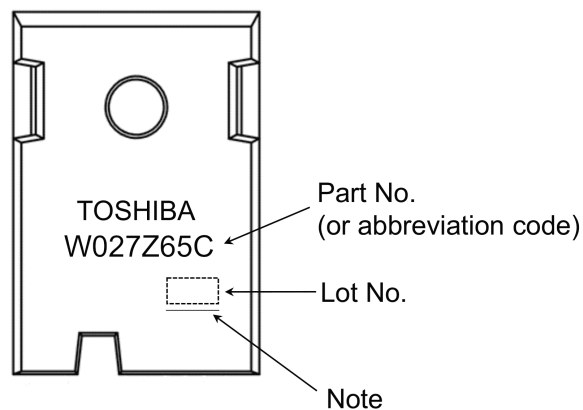 TOSHIBA
W027Z65C
Part No.
(or abbreviation code)
Lot No.
Note